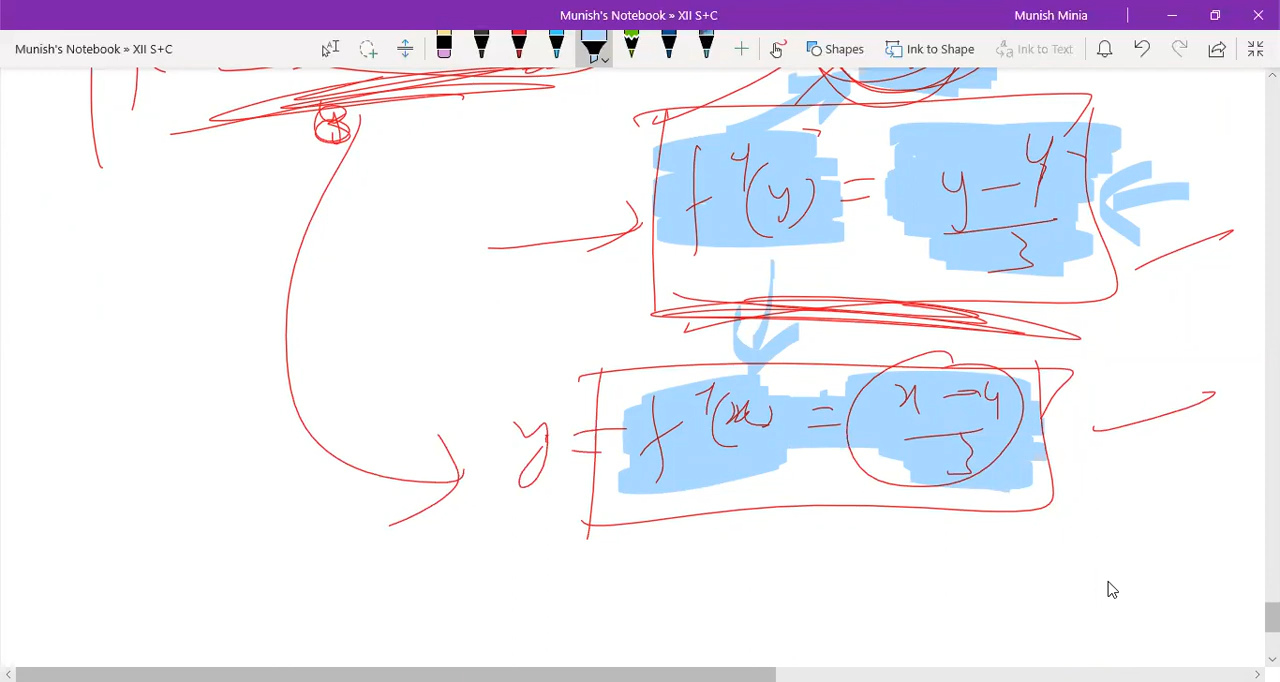 Munish's Notebook » XII S+C
Munish Minia
Munish's Notebook » XII S+C
Shapes
Ink to Shape
Ink to Text
f⁻¹(y) = y - 4 / 3
y = f⁻¹(x) = x - 4 / 3